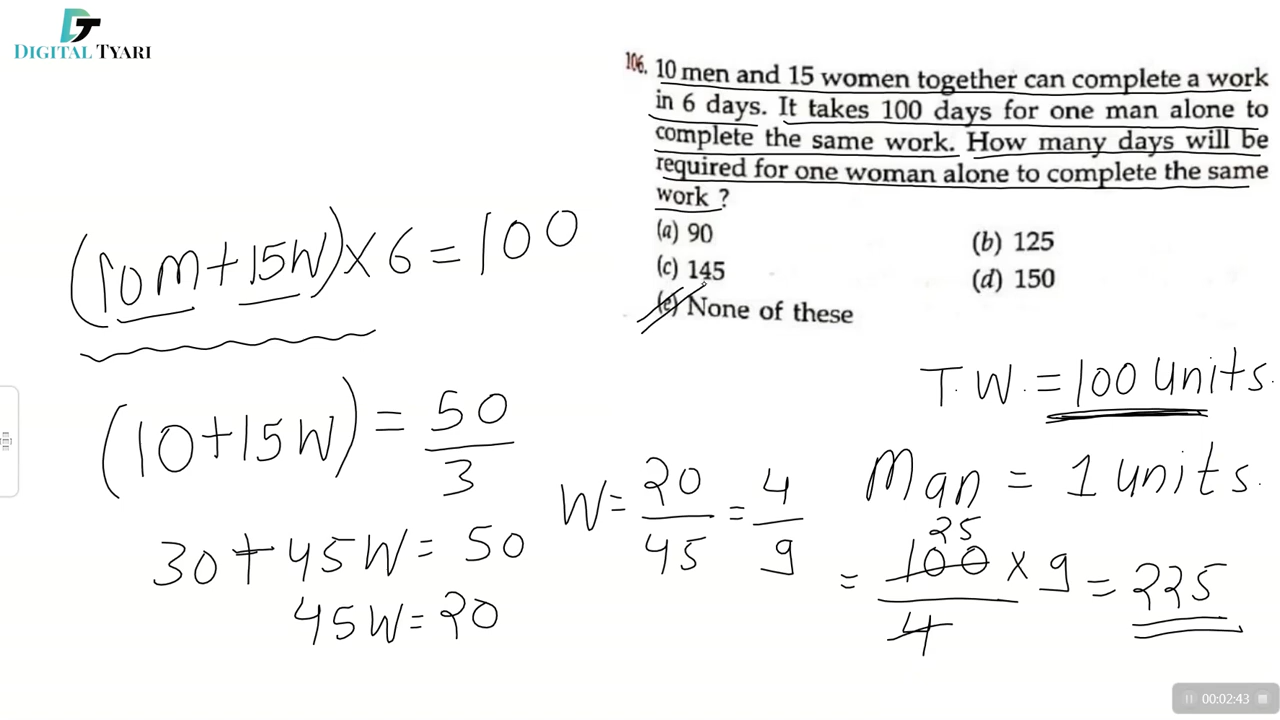 DIGITAL TYARI
106. 10 men and 15 women together can complete a work
in 6 days. It takes 100 days for one man alone to
complete the same work. How many days will be
required for one woman alone to complete the same
work ?
(a) 90
(b) 125
(c) 145
(d) 150
(e) None of these
(10M+15W)×6=100
(10+15W)=50/3
30+45W=50
45W=20
W=20/45=4/9
T.W.=100 units.
Man=1 units.
25
=100/4×9=225
00:02:43